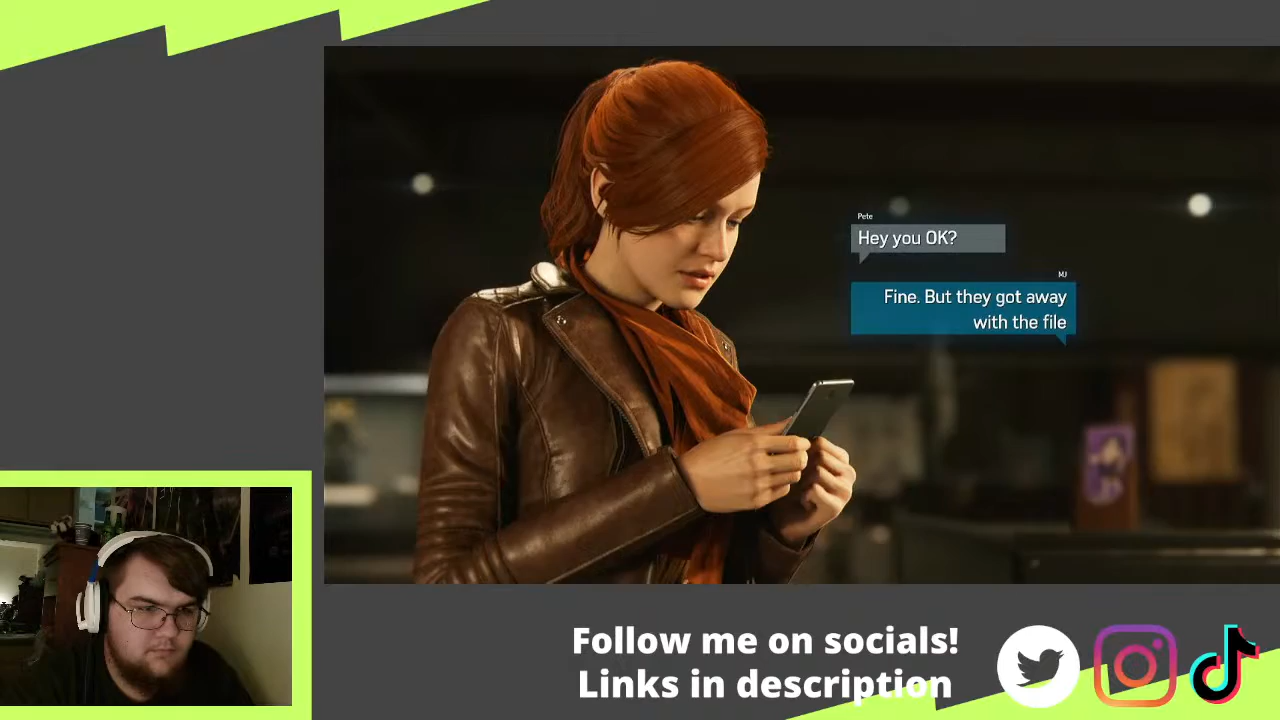 Pete
Hey you OK?
MJ
Fine. But they got away
with the file
Follow me on socials!
Links in description